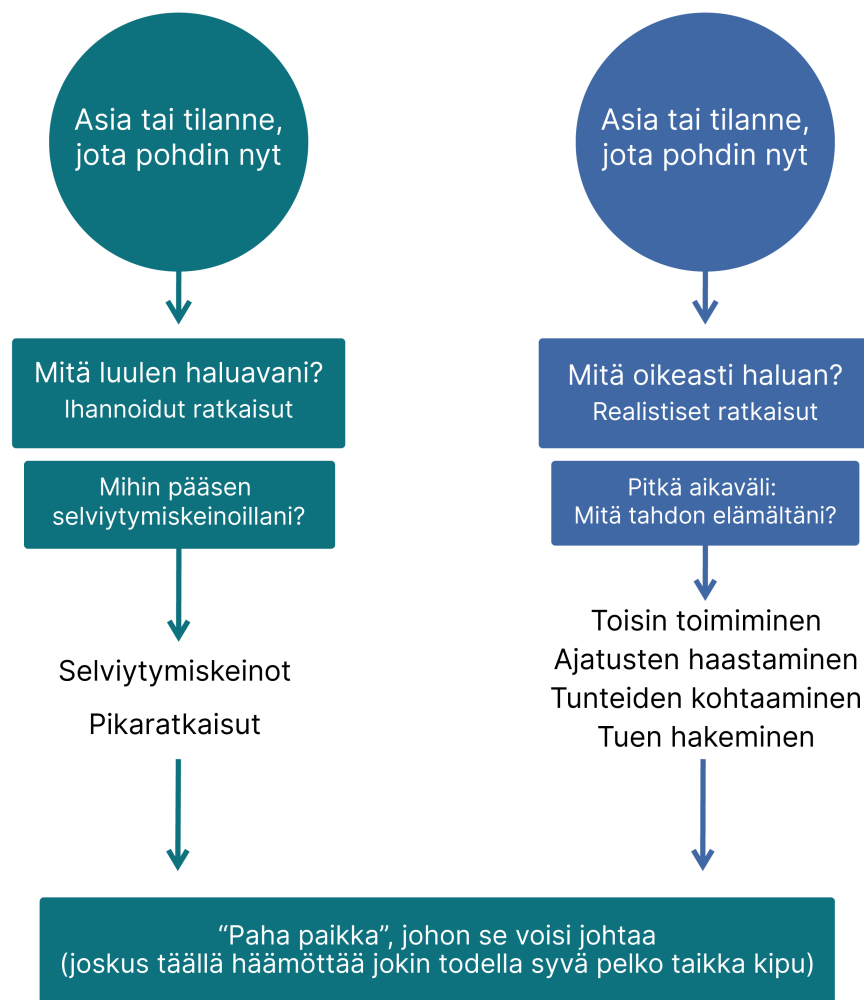 Asia tai tilanne,
jota pohdin nyt
Mitä luulen haluavani?
Ihannoidut ratkaisut
Mihin pääsen
selviytymiskeinoillani?
Selviytymiskeinot
Pikaratkaisut
Asia tai tilanne,
jota pohdin nyt
Mitä oikeasti haluan?
Realistiset ratkaisut
Pitkä aikaväli:
Mitä tahdon elämältäni?
Toisin toimiminen
Ajatusten haastaminen
Tunteiden kohtaaminen
Tuen hakeminen
“Paha paikka”, johon se voisi johtaa
(joskus täällä häämöttää jokin todella syvä pelko taikka kipu)